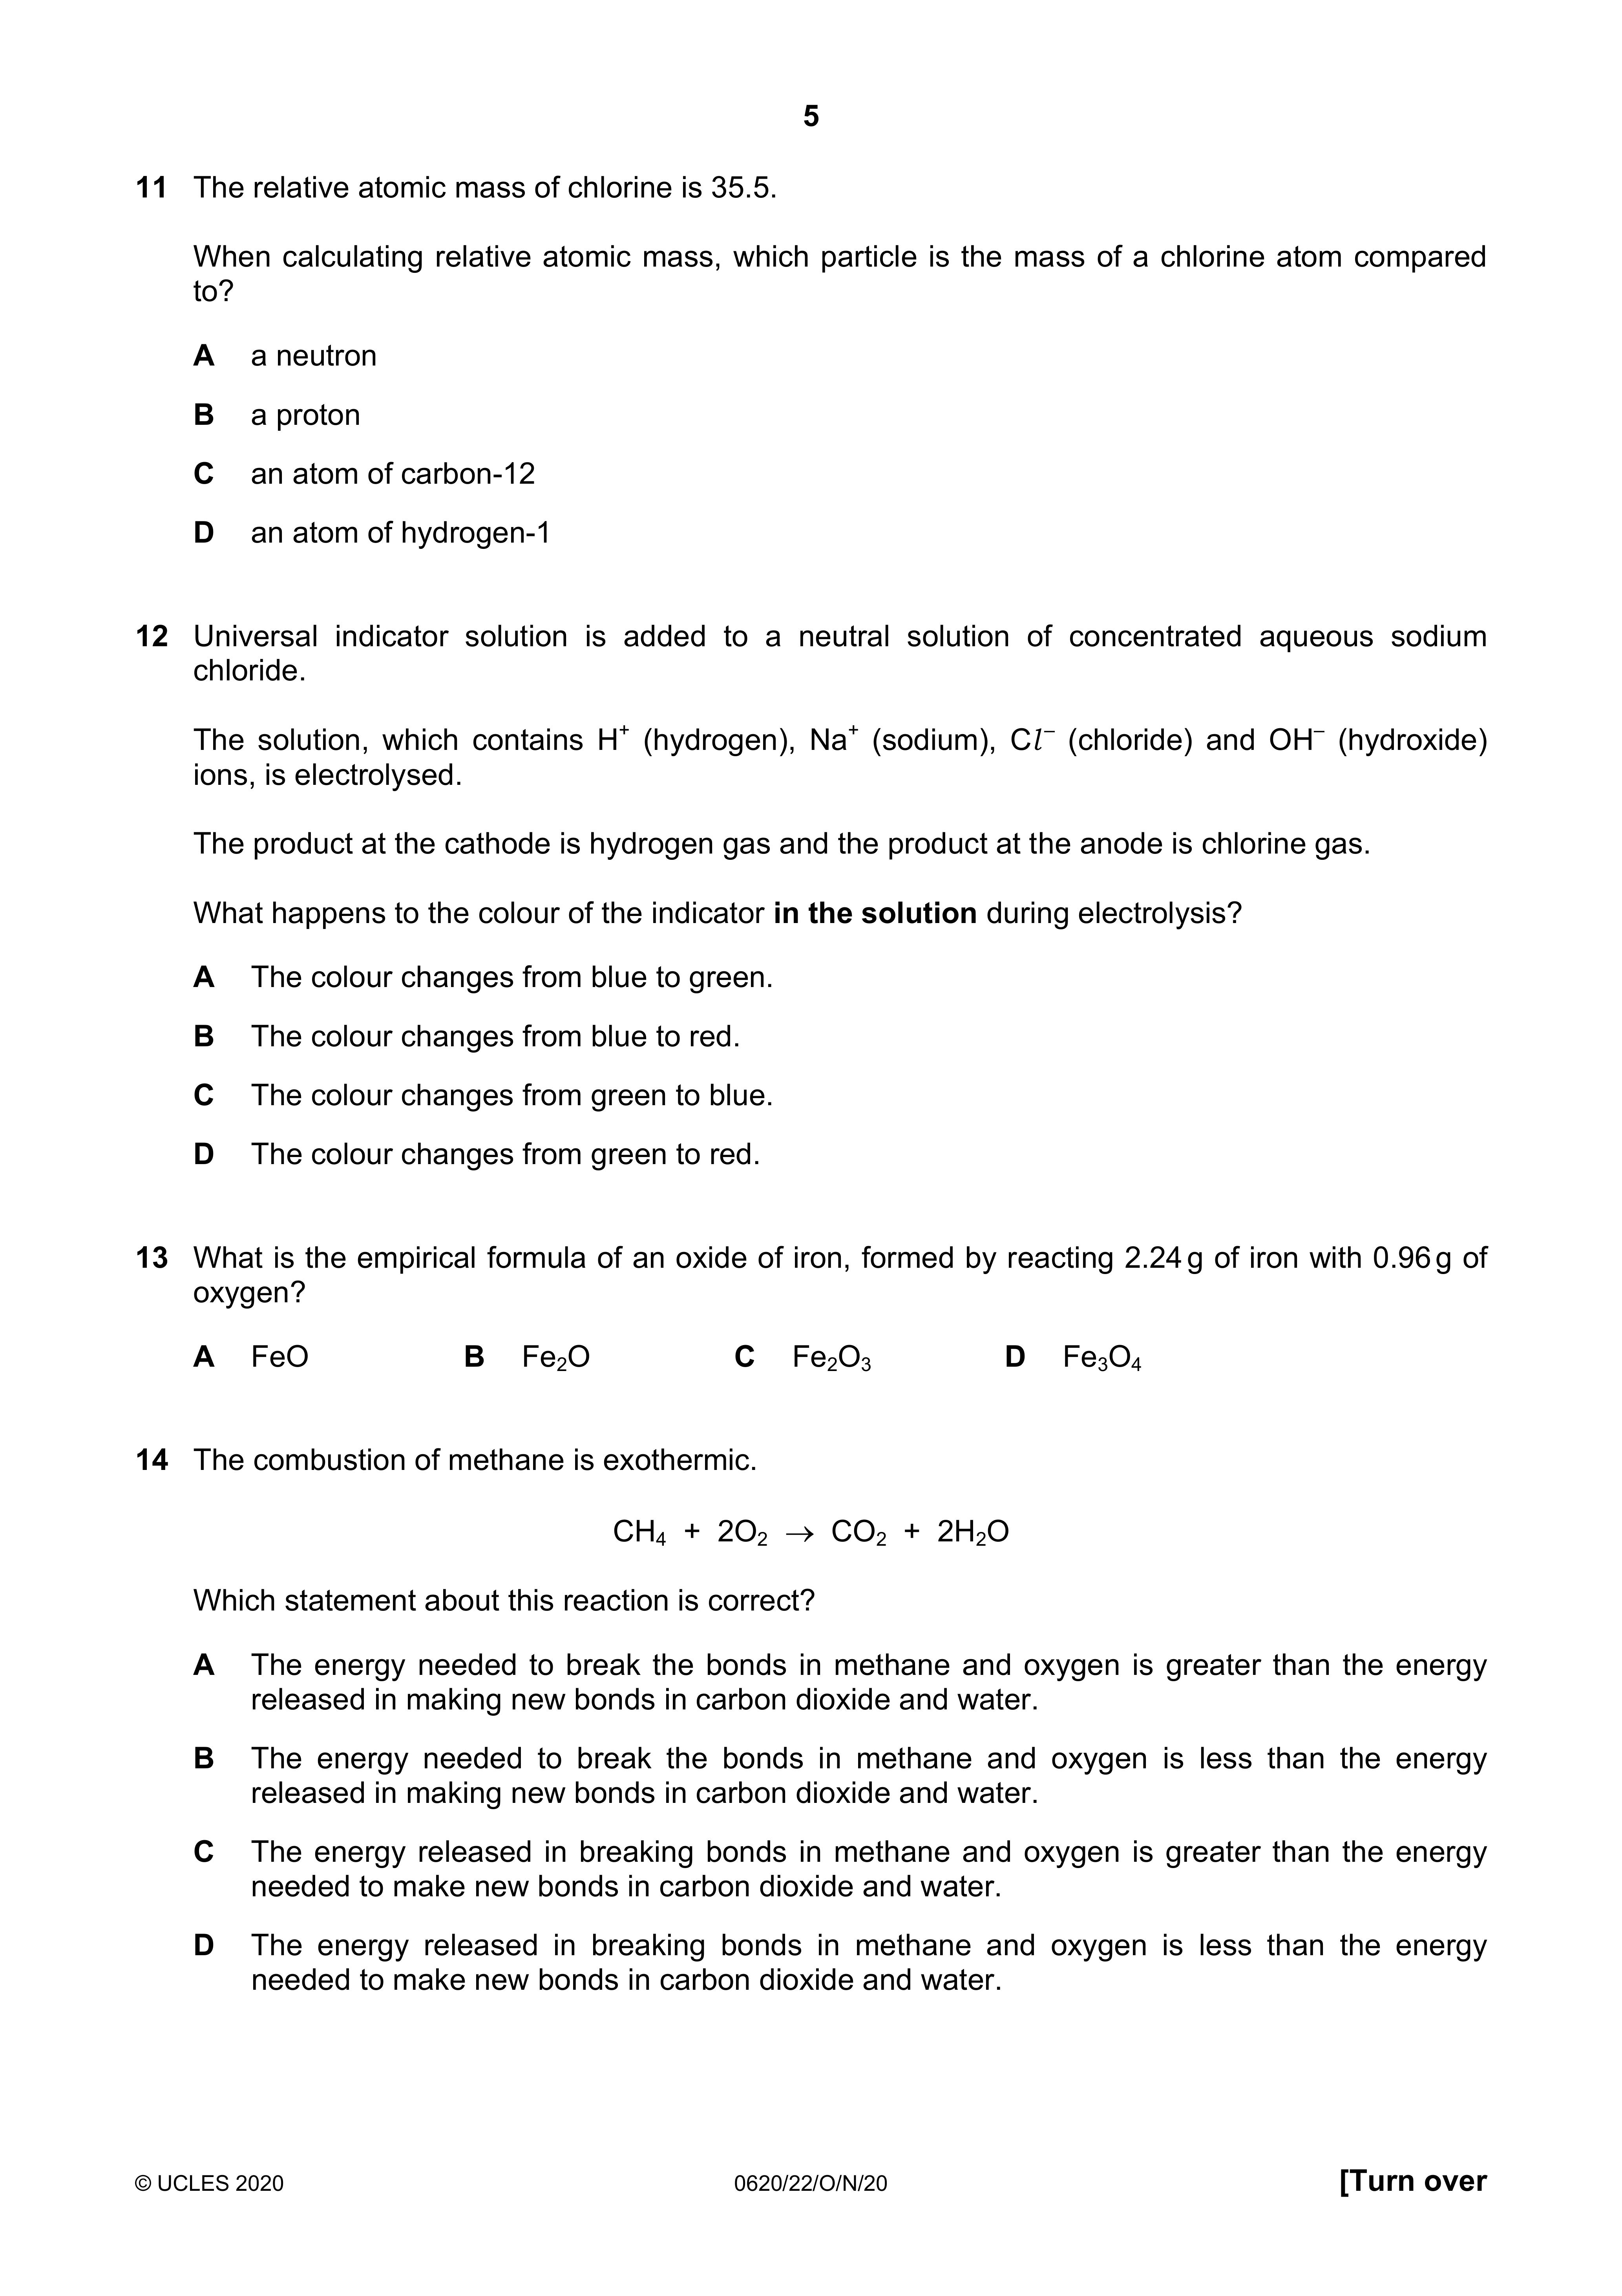 5
11 The relative atomic mass of chlorine is 35.5.
When calculating relative atomic mass, which particle is the mass of a chlorine atom compared
to?
A a neutron
B a proton
C an atom of carbon-12
D an atom of hydrogen-1
12 Universal indicator solution is added to a neutral solution of concentrated aqueous sodium
chloride.
The solution, which contains H⁺ (hydrogen), Na⁺ (sodium), Cl⁻ (chloride) and OH⁻ (hydroxide)
ions, is electrolysed.
The product at the cathode is hydrogen gas and the product at the anode is chlorine gas.
What happens to the colour of the indicator in the solution during electrolysis?
A The colour changes from blue to green.
B The colour changes from blue to red.
C The colour changes from green to blue.
D The colour changes from green to red.
13 What is the empirical formula of an oxide of iron, formed by reacting 2.24 g of iron with 0.96 g of
oxygen?
A FeO B Fe₂O C Fe₂O₃ D Fe₃O₄
14 The combustion of methane is exothermic.
CH₄ + 2O₂ → CO₂ + 2H₂O
Which statement about this reaction is correct?
A The energy needed to break the bonds in methane and oxygen is greater than the energy
released in making new bonds in carbon dioxide and water.
B The energy needed to break the bonds in methane and oxygen is less than the energy
released in making new bonds in carbon dioxide and water.
C The energy released in breaking bonds in methane and oxygen is greater than the energy
needed to make new bonds in carbon dioxide and water.
D The energy released in breaking bonds in methane and oxygen is less than the energy
needed to make new bonds in carbon dioxide and water.
© UCLES 2020 0620/22/O/N/20 [Turn over